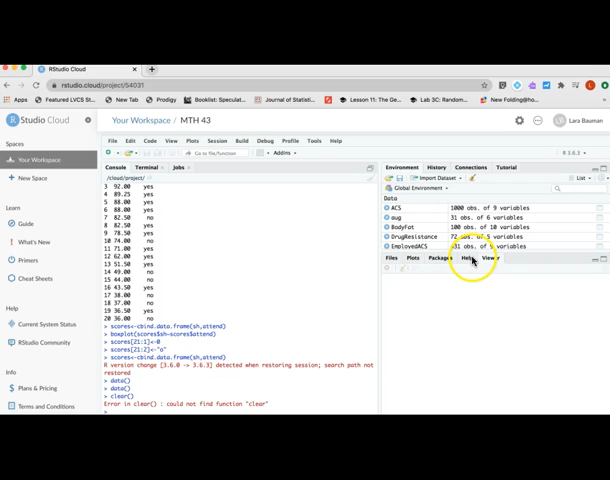 RStudio Cloud
rstudio.cloud/project/54031
Apps
Featured LVCS St...
New Tab
Prodigy
Booklist: Speculat...
Journal of Statistic...
Lesson 11: The Ge...
Lab 3C: Random...
New Folding@ho...
R Studio Cloud
Your Workspace / MTH 43
Lara Bauman
Spaces
Your Workspace
New Space
Learn
Guide
What's New
Primers
Cheat Sheets
Help
Current System Status
RStudio Community
Info
Plans & Pricing
Terms and Conditions
File Edit Code View Plots Session Build Debug Profile Tools Help
Go to file/function
Addins
R 3.6.3
Console Terminal Jobs
/cloud/project/
3 92.00 yes
4 89.25 yes
5 88.00 yes
6 88.00 yes
7 82.50 no
8 82.50 yes
9 78.50 yes
10 74.00 no
11 71.00 yes
12 62.00 yes
13 51.50 yes
14 49.00 no
15 44.00 no
16 43.50 yes
17 38.00 no
18 37.00 no
19 36.50 yes
20 36.00 no
> scores<-cbind.data.frame(sh,attend)
> boxplot(scores$sh~scores$attend)
> scores[21:1]<-0
> scores[21:2]<-"o"
> scores<-cbind.data.frame(sh,attend)
R version change [3.6.0 -> 3.6.3] detected when restoring session; search path not
restored
> data()
> data()
> clear()
Error in clear() : could not find function "clear"
>
Environment History Connections Tutorial
Import Dataset
List
Global Environment
Data
ACS 1000 obs. of 9 variables
aug 31 obs. of 6 variables
BodyFat 100 obs. of 10 variables
DrugResistance 72 obs. of 5 variables
EmployedACS 431 obs. of 9 variables
Files Plots Packages Help Viewer